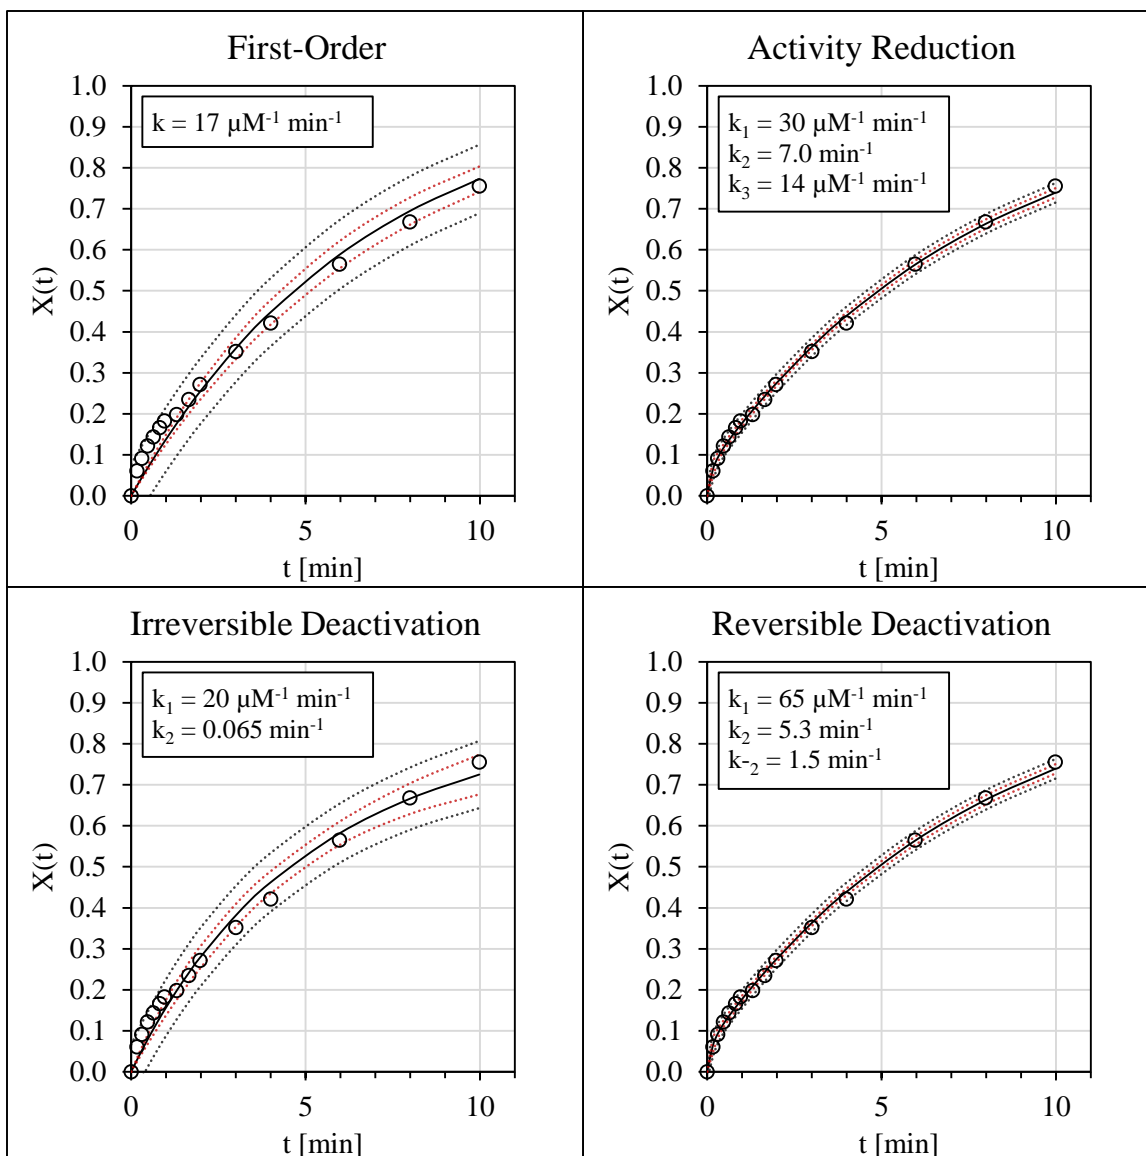 First-Order
1.0
0.9
0.8
0.7
0.6
0.5
0.4
0.3
0.2
0.1
0.0
X(t)
k = 17 µM⁻¹ min⁻¹
0 5 10
t [min]
Activity Reduction
1.0
0.9
0.8
0.7
0.6
0.5
0.4
0.3
0.2
0.1
0.0
X(t)
k₁ = 30 µM⁻¹ min⁻¹
k₂ = 7.0 min⁻¹
k₃ = 14 µM⁻¹ min⁻¹
0 5 10
t [min]
Irreversible Deactivation
1.0
0.9
0.8
0.7
0.6
0.5
0.4
0.3
0.2
0.1
0.0
X(t)
k₁ = 20 µM⁻¹ min⁻¹
k₂ = 0.065 min⁻¹
0 5 10
t [min]
Reversible Deactivation
1.0
0.9
0.8
0.7
0.6
0.5
0.4
0.3
0.2
0.1
0.0
X(t)
k₁ = 65 µM⁻¹ min⁻¹
k₂ = 5.3 min⁻¹
k-₂ = 1.5 min⁻¹
0 5 10
t [min]